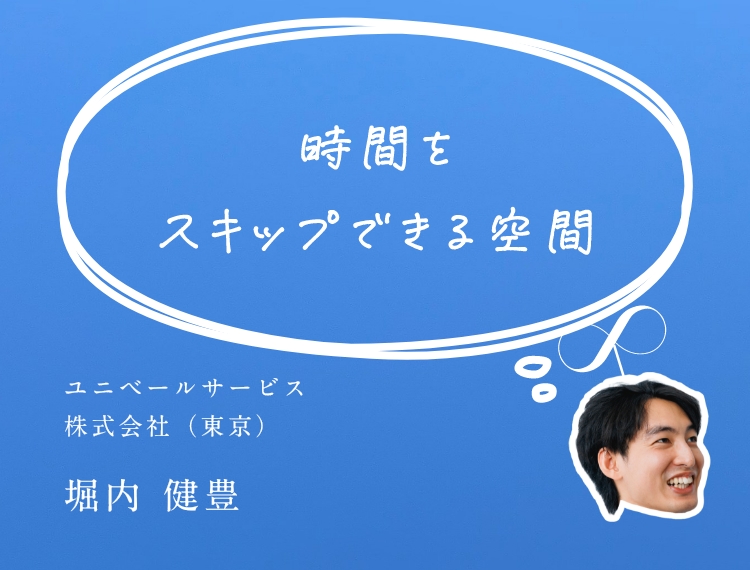 時間を
スキップできる空間
ユニベールサービス
株式会社（東京）
堀内 健豊